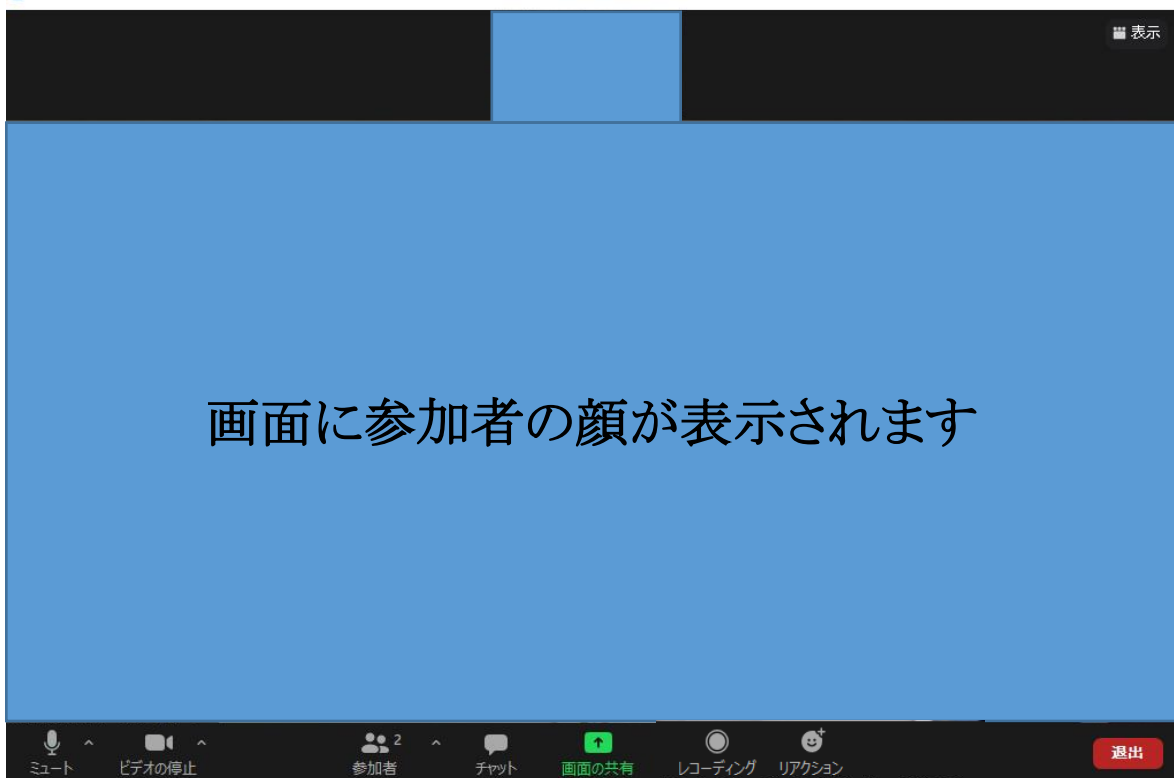 表示
画面に参加者の顔が表示されます
2
ミュート ビデオの停止 参加者 チャット 画面の共有 レコーディング リアクション 退出